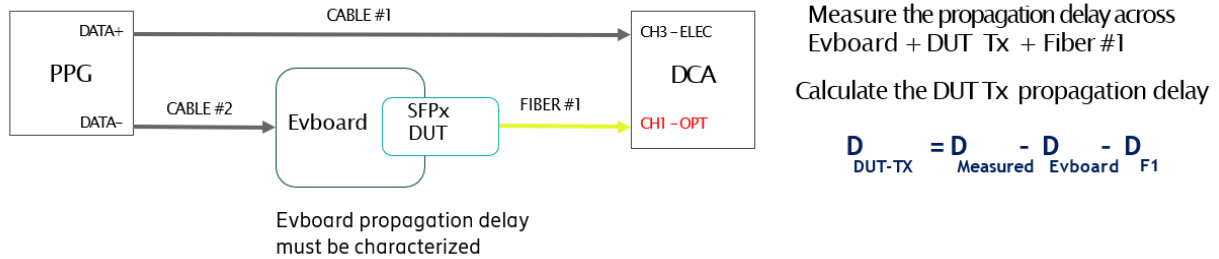 CABLE #1
DATA+
CH3 – ELEC
PPG
DCA
CABLE #2
Evboard
SFPx
DUT
FIBER #1
DATA–
CH1 – OPT
Evboard propagation delay
must be characterized
Measure the propagation delay across
Evboard + DUT Tx + Fiber #1
Calculate the DUT Tx propagation delay
D DUT-TX = D Measured - D Evboard - D F1